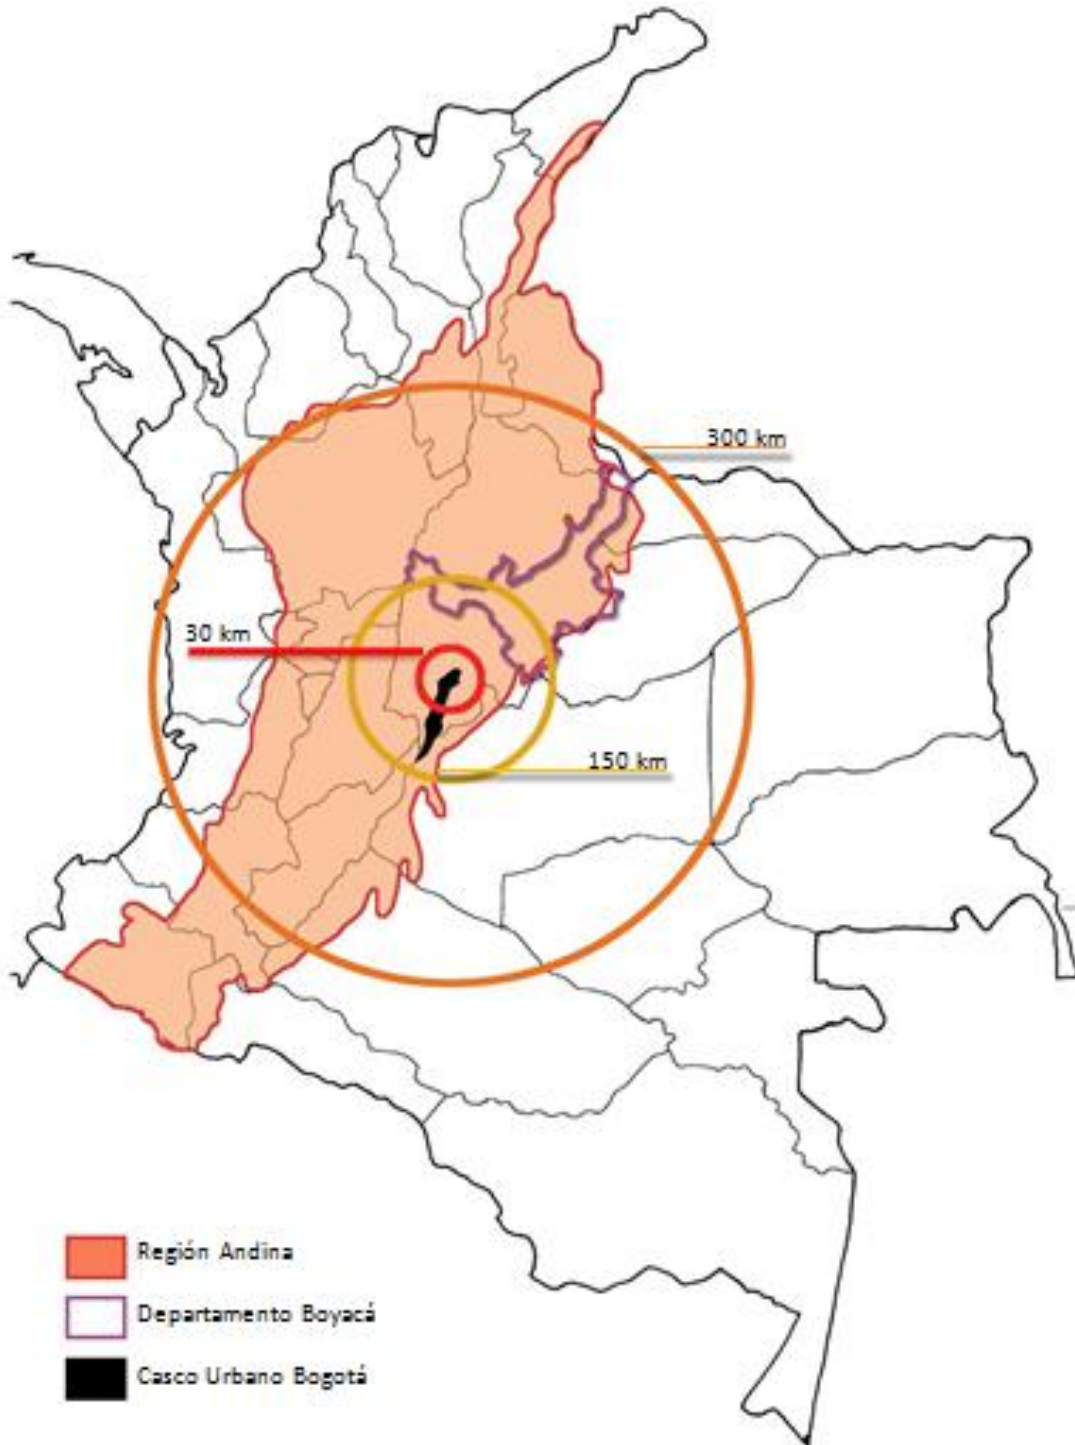 300 km
30 km
150 km
Región Andina
Departamento Boyacá
Casco Urbano Bogotá